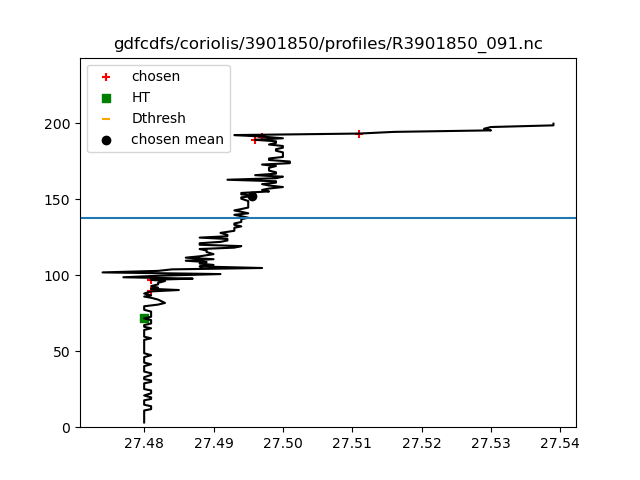 gdfcdfs/coriolis/3901850/profiles/R3901850_091.nc
chosen
HT
Dthresh
chosen mean
200
150
100
50
0
27.48 27.49 27.50 27.51 27.52 27.53 27.54